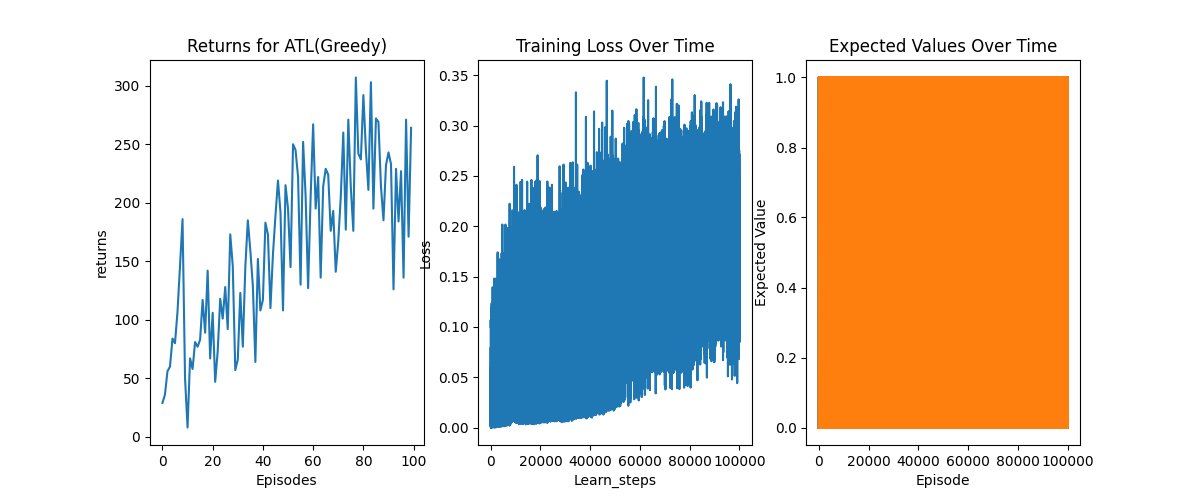 Returns for ATL(Greedy)
returns
300
250
200
150
100
50
0
0 20 40 60 80 100
Episodes
Training Loss Over Time
Loss
0.35
0.30
0.25
0.20
0.15
0.10
0.05
0.00
0 20000 40000 60000 80000 100000
Learn_steps
Expected Values Over Time
Expected Value
1.0
0.8
0.6
0.4
0.2
0.0
0 20000 40000 60000 80000 100000
Episode